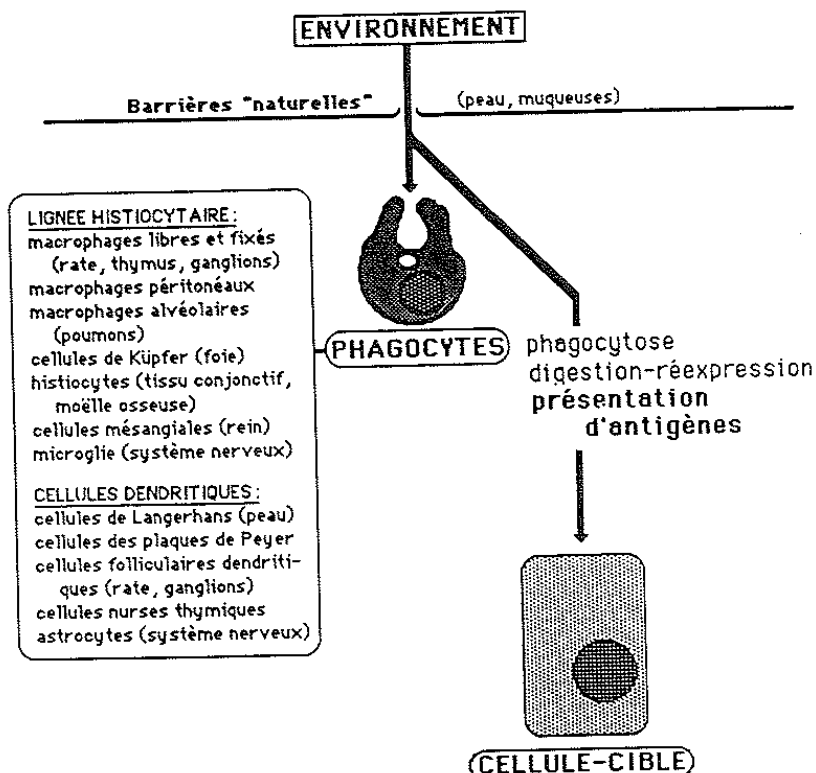 ENVIRONNEMENT
Barrières "naturelles" (peau, muqueuses)
LIGNEE HISTIOCYTAIRE:
macrophages libres et fixés
(rate, thymus, ganglions)
macrophages péritonéaux
macrophages alvéolaires
(poumons)
cellules de Küpfer (foie)
histiocytes (tissu conjonctif,
moëlle osseuse)
cellules mésangiales (rein)
microglie (système nerveux)
CELLULES DENDRITIQUES:
cellules de Langerhans (peau)
cellules des plaques de Peyer
cellules folliculaires dendriti-
ques (rate, ganglions)
cellules nurses thymiques
astrocytes (système nerveux)
PHAGOCYTES
phagocytose
digestion-réexpression
présentation
d'antigènes
CELLULE-CIBLE